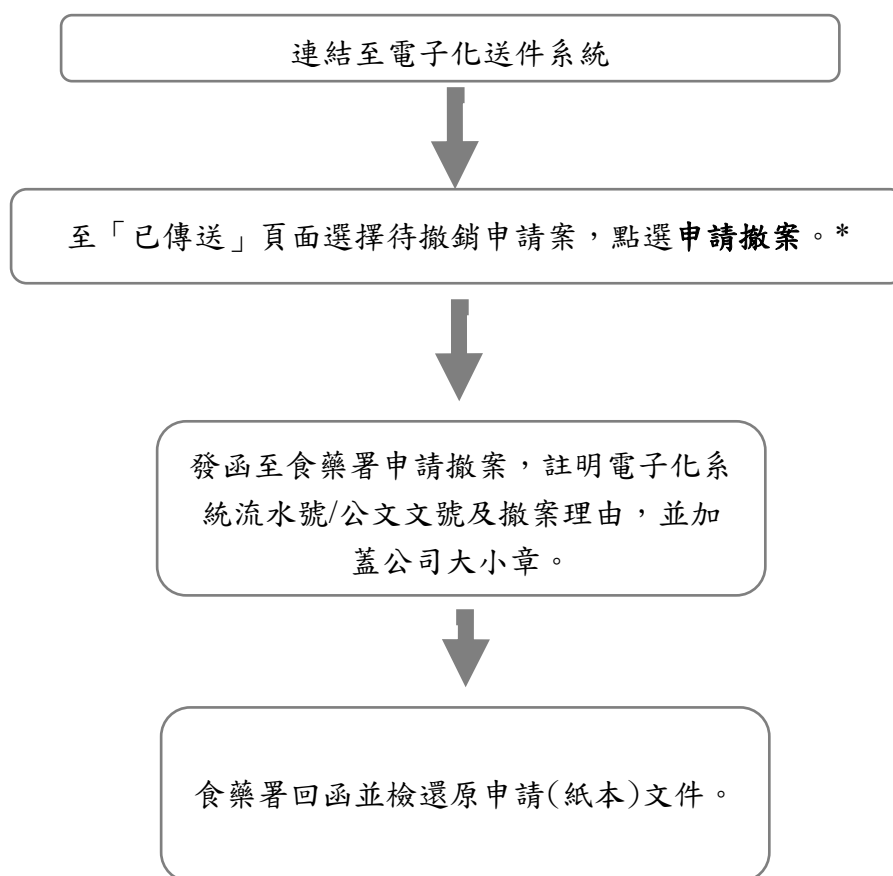 連結至電子化送件系統
至「已傳送」頁面選擇待撤銷申請案，點選申請撤案。*
發函至食藥署申請撤案，註明電子化系
統流水號/公文文號及撤案理由，並加
蓋公司大小章。
食藥署回函並檢還原申請(紙本)文件。